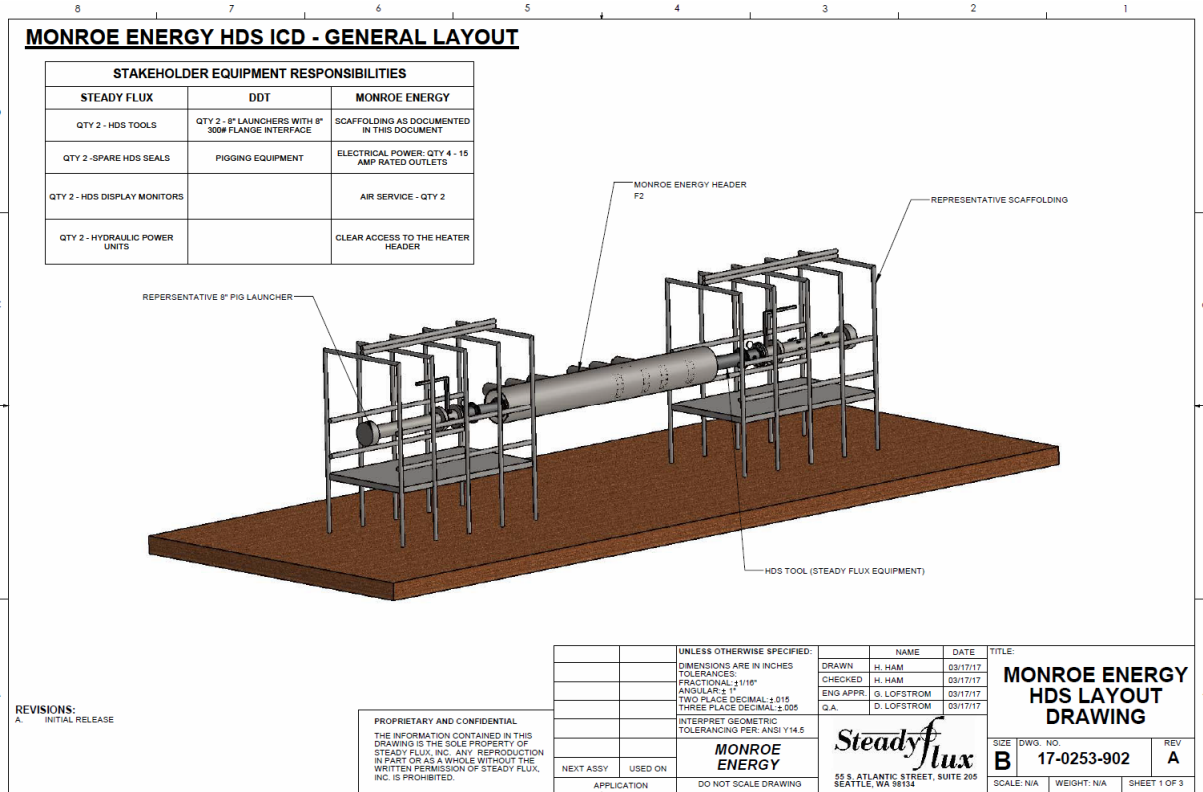 8 7 6 5 4 3 2 1
MONROE ENERGY HDS ICD - GENERAL LAYOUT
STAKEHOLDER EQUIPMENT RESPONSIBILITIES
STEADY FLUX DDT MONROE ENERGY
QTY 2 - HDS TOOLS
QTY 2 - 8" LAUNCHERS WITH 8"
300# FLANGE INTERFACE
SCAFFOLDING AS DOCUMENTED
IN THIS DOCUMENT
QTY 2 -SPARE HDS SEALS
PIGGING EQUIPMENT
ELECTRICAL POWER: QTY 4 - 15
AMP RATED OUTLETS
QTY 2 - HDS DISPLAY MONITORS
AIR SERVICE - QTY 2
QTY 2 - HYDRAULIC POWER
UNITS
CLEAR ACCESS TO THE HEATER
HEADER
MONROE ENERGY HEADER
F2
REPRESENTATIVE SCAFFOLDING
REPERSENTATIVE 8" PIG LAUNCHER
HDS TOOL (STEADY FLUX EQUIPMENT)
REVISIONS:
A. INITIAL RELEASE
PROPRIETARY AND CONFIDENTIAL
THE INFORMATION CONTAINED IN THIS
DRAWING IS THE SOLE PROPERTY OF
STEADY FLUX, INC. ANY REPRODUCTION
IN PART OR AS A WHOLE WITHOUT THE
WRITTEN PERMISSION OF STEADY FLUX,
INC. IS PROHIBITED.
NEXT ASSY USED ON
APPLICATION
UNLESS OTHERWISE SPECIFIED:
DIMENSIONS ARE IN INCHES
TOLERANCES:
FRACTIONAL:±1/16"
ANGULAR:± 1°
TWO PLACE DECIMAL:±.015
THREE PLACE DECIMAL:±.005
INTERPRET GEOMETRIC
TOLERANCING PER: ANSI Y14.5
MONROE
ENERGY
DO NOT SCALE DRAWING
NAME DATE
DRAWN H. HAM 03/17/17
CHECKED H. HAM 03/17/17
ENG APPR. G. LOFSTROM 03/17/17
Q.A. D. LOFSTROM 03/17/17
Steady flux
55 S. ATLANTIC STREET, SUITE 205
SEATTLE, WA 98134
TITLE:
MONROE ENERGY
HDS LAYOUT
DRAWING
SIZE DWG. NO. REV
B 17-0253-902 A
SCALE: N/A WEIGHT: N/A SHEET 1 OF 3